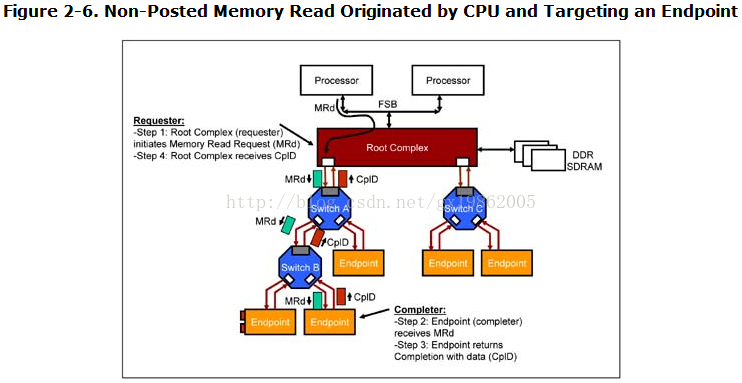 Figure 2-6. Non-Posted Memory Read Originated by CPU and Targeting an Endpoint
Processor
Processor
MRd
FSB
Requester:
-Step 1: Root Complex (requester)
initiates Memory Read Request (MRd)
-Step 4: Root Complex receives CplD
Root Complex
DDR
SDRAM
MRd
CplD
http://blog.csdn.net/gx19862005
Switch A
Switch C
MRd
CplD
Switch B
Endpoint
Endpoint
Endpoint
MRd
CplD
Endpoint
Endpoint
Completer:
-Step 2: Endpoint (completer)
receives MRd
-Step 3: Endpoint returns
Completion with data (CplD)